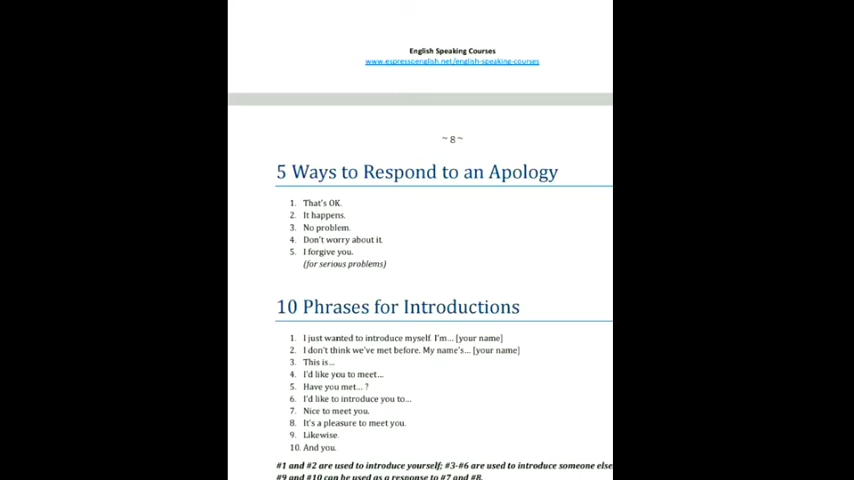 English Speaking Courses
www.espressoenglish.net/english-speaking-courses
~ 8 ~
5 Ways to Respond to an Apology
1. That's OK.
2. It happens.
3. No problem.
4. Don't worry about it.
5. I forgive you.
(for serious problems)
10 Phrases for Introductions
1. I just wanted to introduce myself. I'm... [your name]
2. I don't think we've met before. My name's... [your name]
3. This is...
4. I'd like you to meet...
5. Have you met... ?
6. I'd like to introduce you to...
7. Nice to meet you.
8. It's a pleasure to meet you.
9. Likewise.
10. And you.
#1 and #2 are used to introduce yourself; #3-#6 are used to introduce someone else
#9 and #10 can be used as a response to #7 and #8.